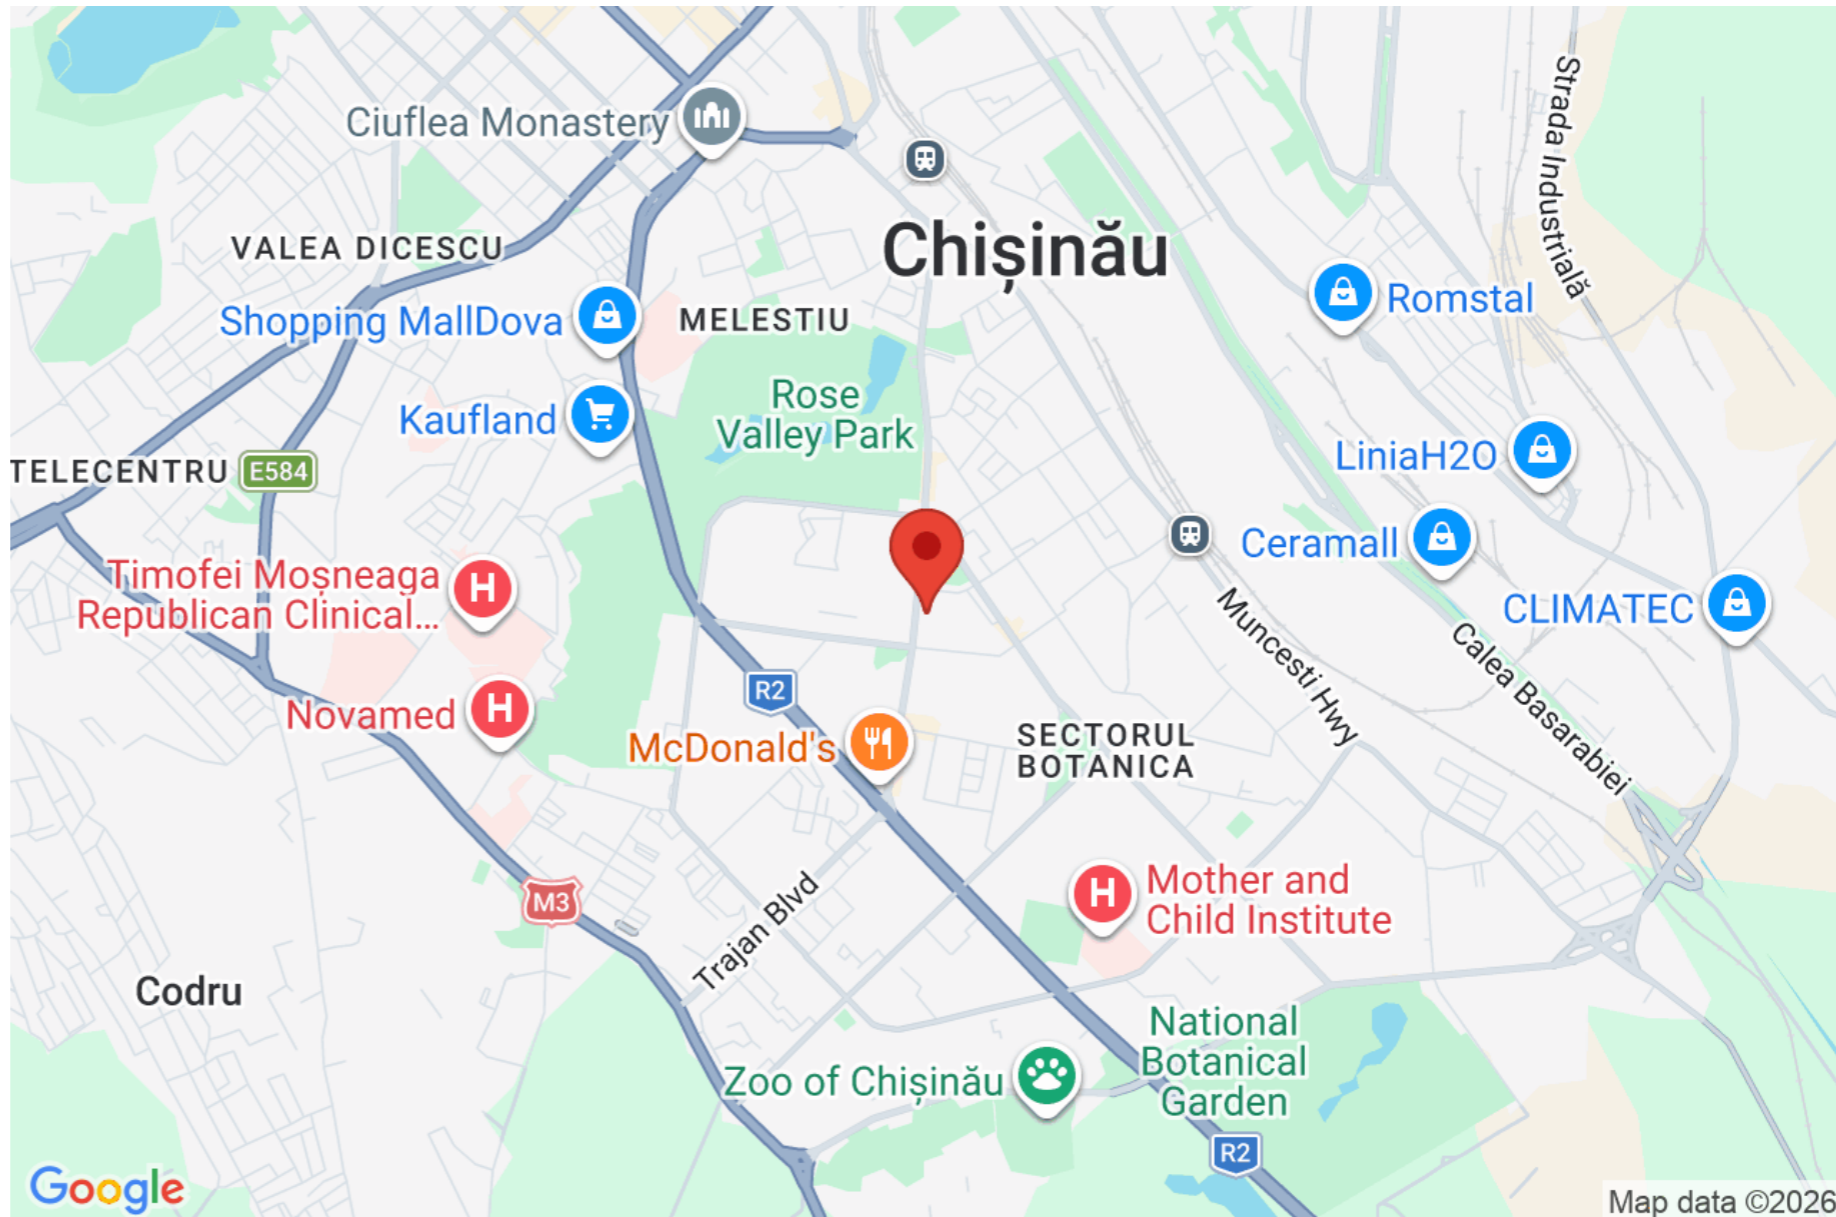 Strada Industrială
Ciuflea Monastery
VALEA DICESCU
Chișinău
Shopping MallDova
MELESTIU
Romstal
Rose
Valley Park
Kaufland
TELECENTRU
E584
LiniaH2O
Ceramall
Timofei Moșneaga
Republican Clinical...
H
CLIMATEC
Muncesti Hwy
Calea Basarabiei
Novamed
H
R2
McDonald's
SECTORUL
BOTANICA
M3
Trajan Blvd
H
Mother and
Child Institute
Codru
National
Botanical
Garden
Zoo of Chișinău
R2
Google
Map data ©2026